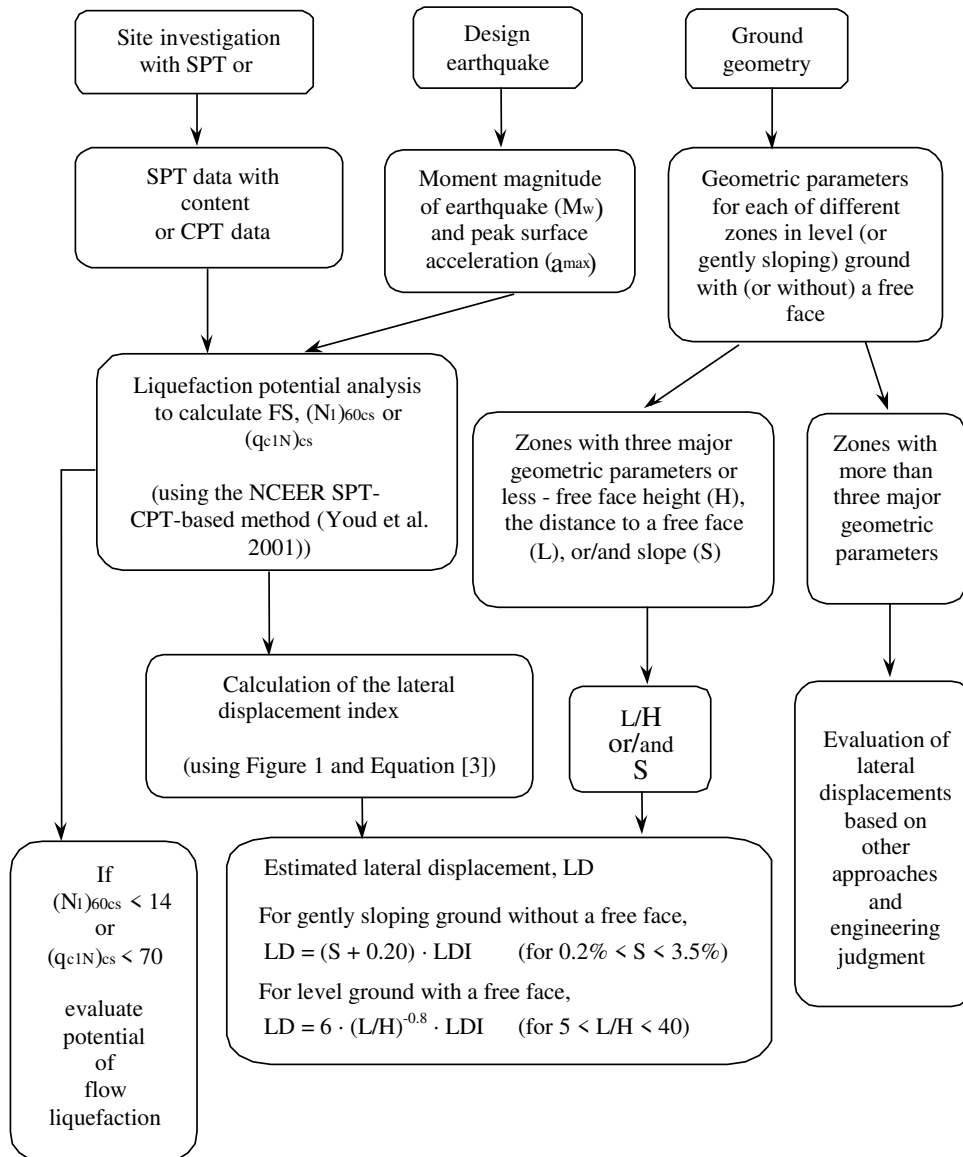 Site investigation
with SPT or
Design
earthquake
Ground
geometry
SPT data with
content
or CPT data
Moment magnitude
of earthquake (Mw)
and peak surface
acceleration (amax)
Geometric parameters
for each of different
zones in level (or
gently sloping) ground
with (or without) a free
face
Liquefaction potential analysis
to calculate FS, (N1)60cs or
(qc1N)cs
(using the NCEER SPT-
CPT-based method (Youd et al.
2001))
Zones with three major
geometric parameters or
less - free face height (H),
the distance to a free face
(L), or/and slope (S)
Zones with
more than
three major
geometric
parameters
Calculation of the lateral
displacement index
(using Figure 1 and Equation [3])
L/H
or/and
S
Evaluation of
lateral
displacements
based on
other
approaches
and
engineering
judgment
If
(N1)60cs < 14
or
(qc1N)cs < 70
evaluate
potential
of
flow
liquefaction
Estimated lateral displacement, LD
For gently sloping ground without a free face,
LD = (S + 0.20) · LDI (for 0.2% < S < 3.5%)
For level ground with a free face,
LD = 6 · (L/H)-0.8 · LDI (for 5 < L/H < 40)